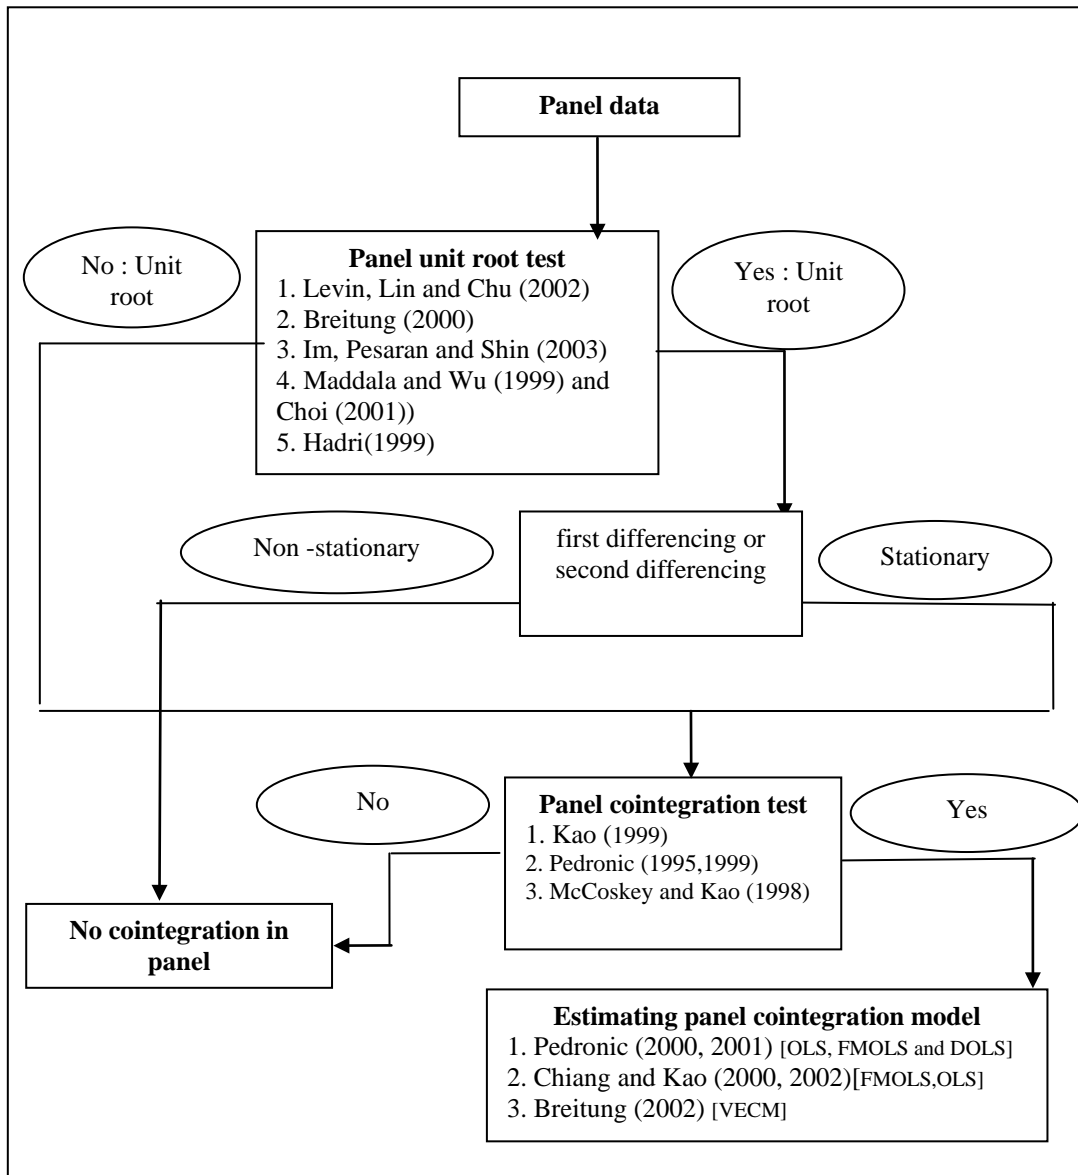 Panel data
No : Unit
root
Panel unit root test
1. Levin, Lin and Chu (2002)
2. Breitung (2000)
3. Im, Pesaran and Shin (2003)
4. Maddala and Wu (1999) and
Choi (2001))
5. Hadri(1999)
Yes : Unit
root
Non -stationary
first differencing or
second differencing
Stationary
No
Panel cointegration test
1. Kao (1999)
2. Pedronic (1995,1999)
3. McCoskey and Kao (1998)
Yes
No cointegration in
panel
Estimating panel cointegration model
1. Pedronic (2000, 2001) [OLS, FMOLS and DOLS]
2. Chiang and Kao (2000, 2002)[FMOLS,OLS]
3. Breitung (2002) [VECM]